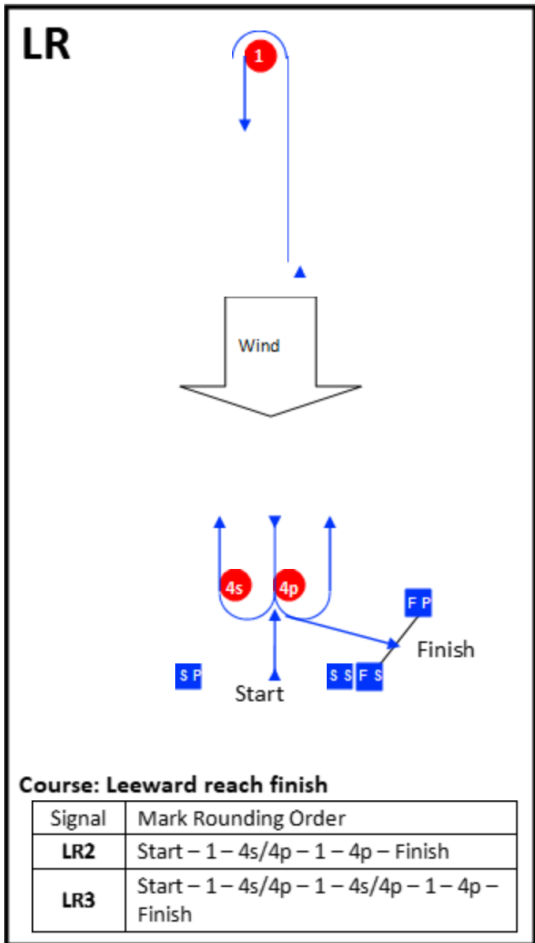 LR
1
Wind
4s 4p
F P
Finish
S P
S S F S
Start
Course: Leeward reach finish
Signal Mark Rounding Order
LR2 Start – 1 – 4s/4p – 1 – 4p – Finish
LR3 Start – 1 – 4s/4p – 1 – 4s/4p – 1 – 4p –
Finish